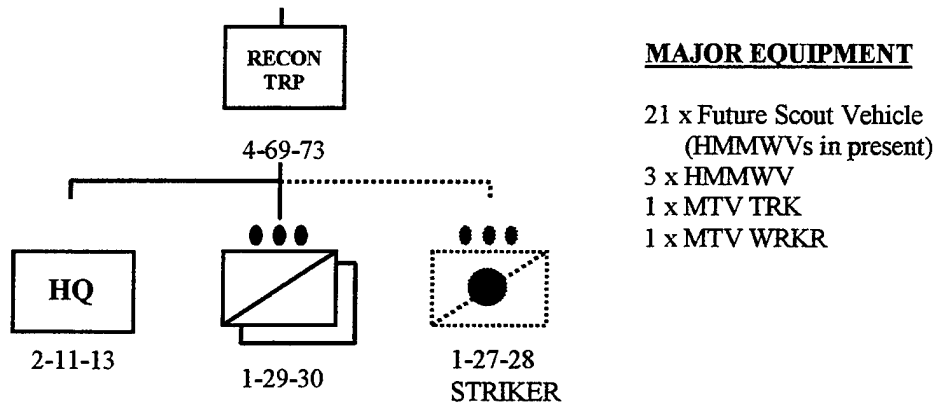 RECON
TRP
4-69-73
HQ
2-11-13
1-29-30
1-27-28
STRIKER
MAJOR EQUIPMENT
21 x Future Scout Vehicle
(HMMWVs in present)
3 x HMMWV
1 x MTV TRK
1 x MTV WRKR